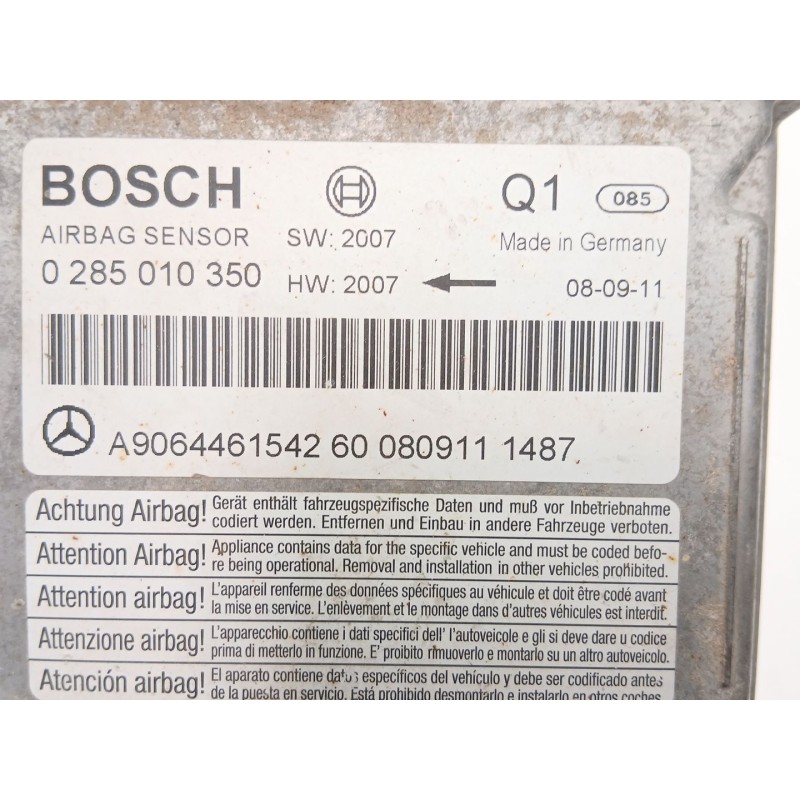 BOSCH Q1 085
AIRBAG SENSOR SW: 2007 Made in Germany
0 285 010 350 HW: 2007 08-09-11
A9064461542 60 080911 1487
Achtung Airbag! Gerät enthält fahrzeugspezifische Daten und muß vor Inbetriebnahme
codiert werden. Entfernen und Einbau in andere Fahrzeuge verboten.
Attention Airbag! Appliance contains data for the specific vehicle and must be coded befo-
re being operational. Removal and installation in other vehicles prohibited.
Attention airbag! L'appareil renferme des données spécifiques au véhicule et doit être codé avant
la mise en service. L'enlèvement et le montage dans d'autres véhicules est interdit.
Attenzione airbag! L'apparecchio contiene i dati specifici dell' l'autoveicole e gli si deve dare u codice
prima di metterlo in funzione. E' proibito rimuoverlo e montarlo su un altro autoveicolo.
Atención airbag! El aparato contiene datos específicos del vehículo y debe ser codificado antes
de la puesta en servicio. Está prohibido desmontarlo e instalarlo en otros coches.